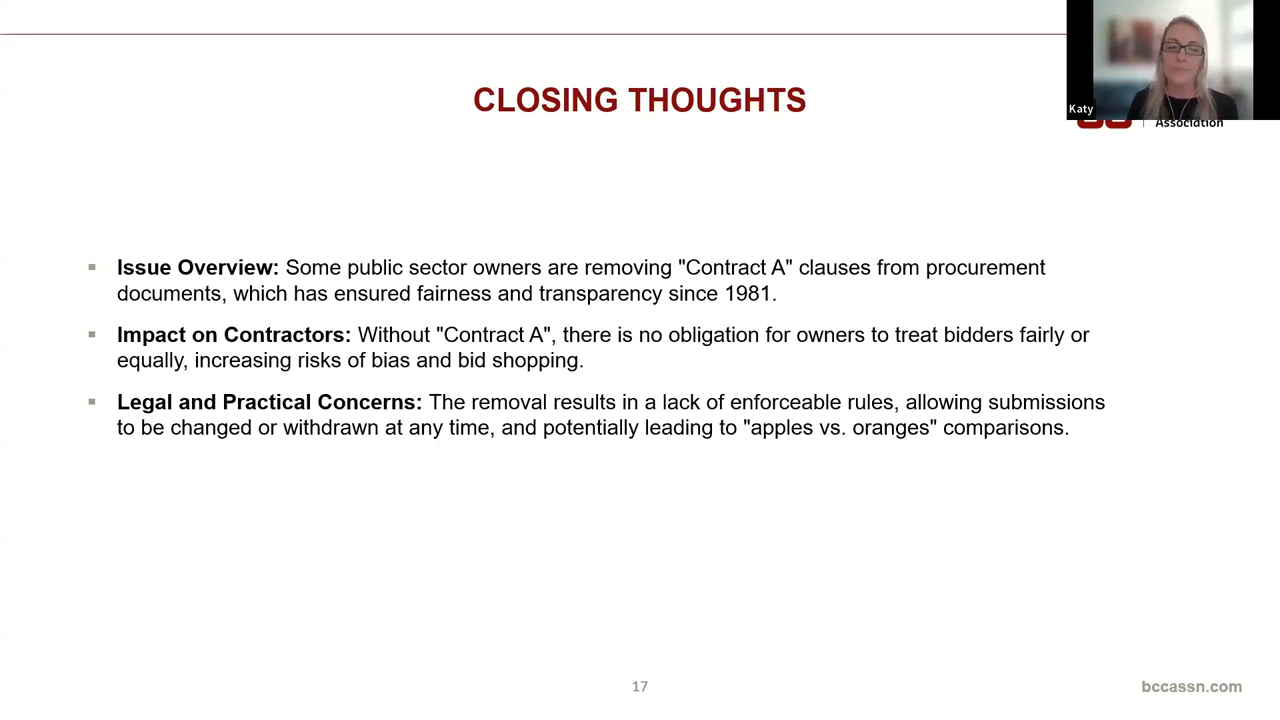 Katy
Association
CLOSING THOUGHTS
Issue Overview: Some public sector owners are removing "Contract A" clauses from procurement
documents, which has ensured fairness and transparency since 1981.
Impact on Contractors: Without "Contract A", there is no obligation for owners to treat bidders fairly or
equally, increasing risks of bias and bid shopping.
Legal and Practical Concerns: The removal results in a lack of enforceable rules, allowing submissions
to be changed or withdrawn at any time, and potentially leading to "apples vs. oranges" comparisons.
17
bccassn.com